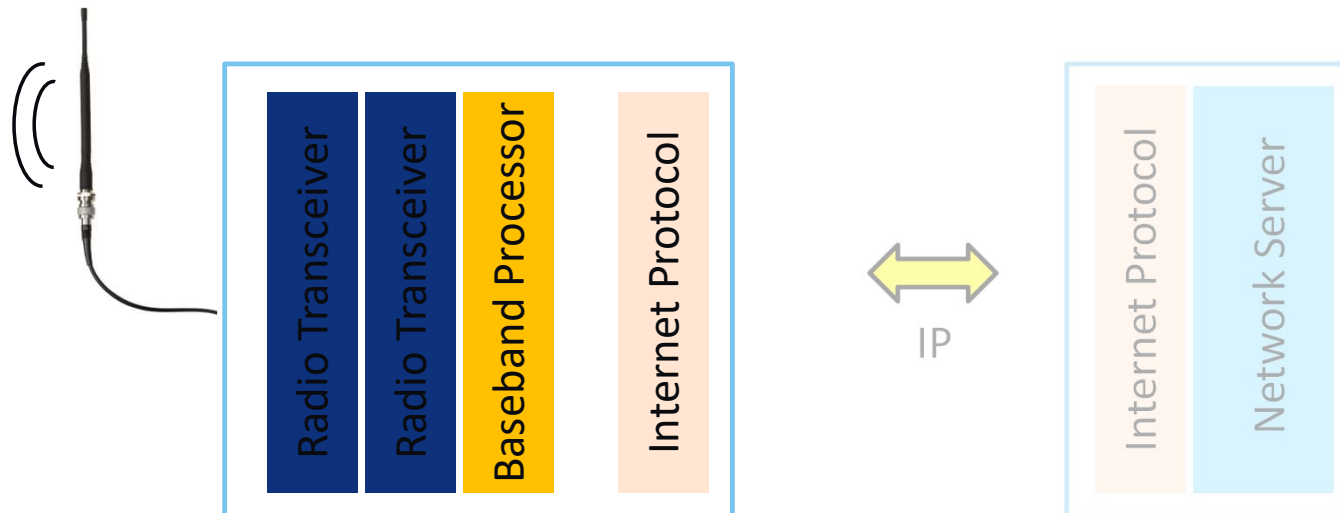 Radio Transceiver
Radio Transceiver
Baseband Processor
Internet Protocol
IP
Internet Protocol
Network Server